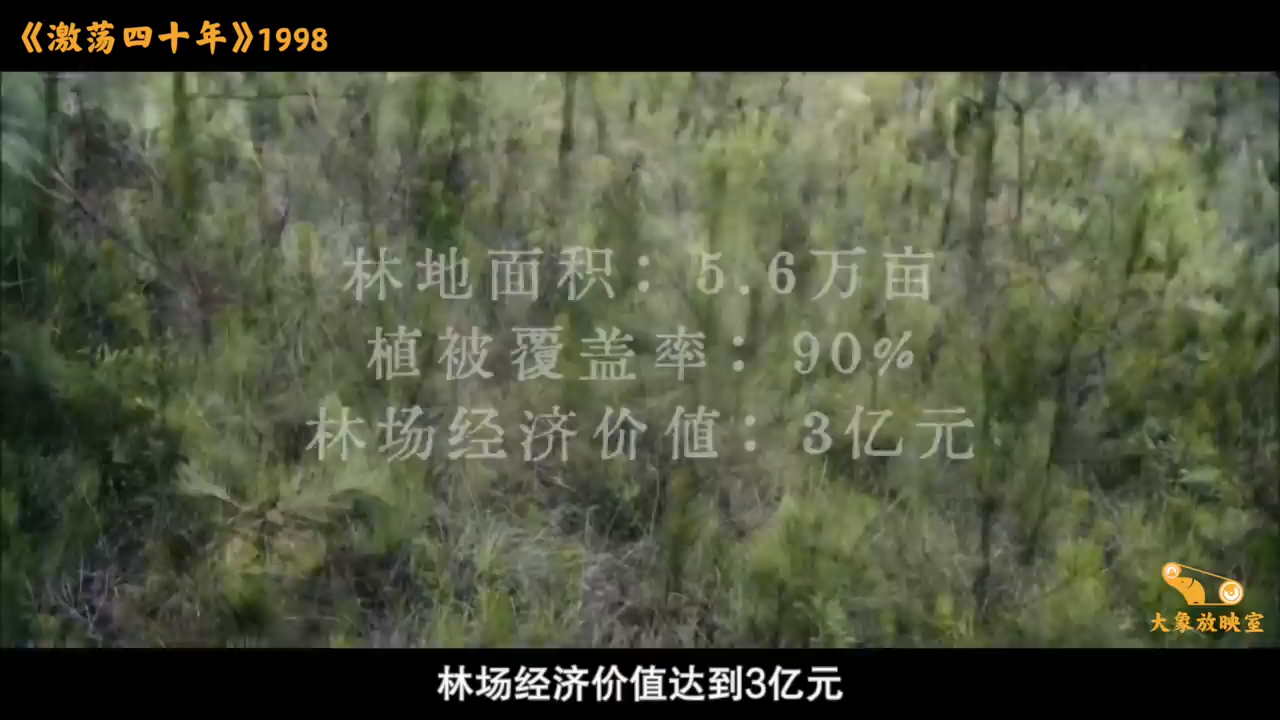 《激荡四十年》1998
林地面积：5.6万亩
植被覆盖率：90%
林场经济价值：3亿元
大象放映室
林场经济价值达到3亿元